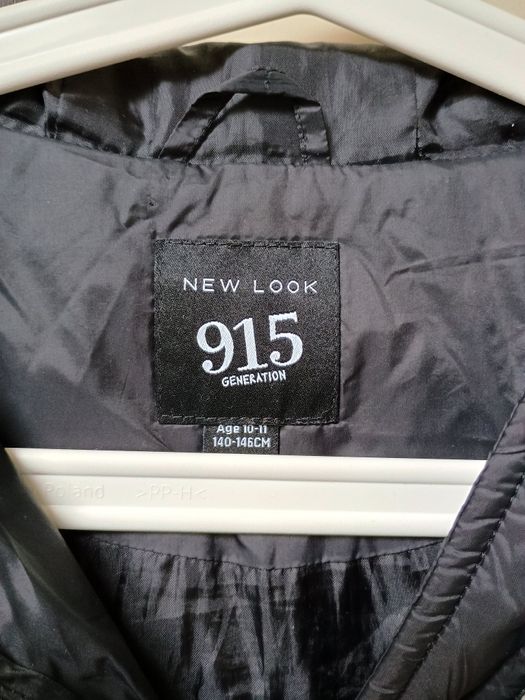 NEW LOOK
915
GENERATION
Age 10-11
140-146CM
Poland >PP-H<